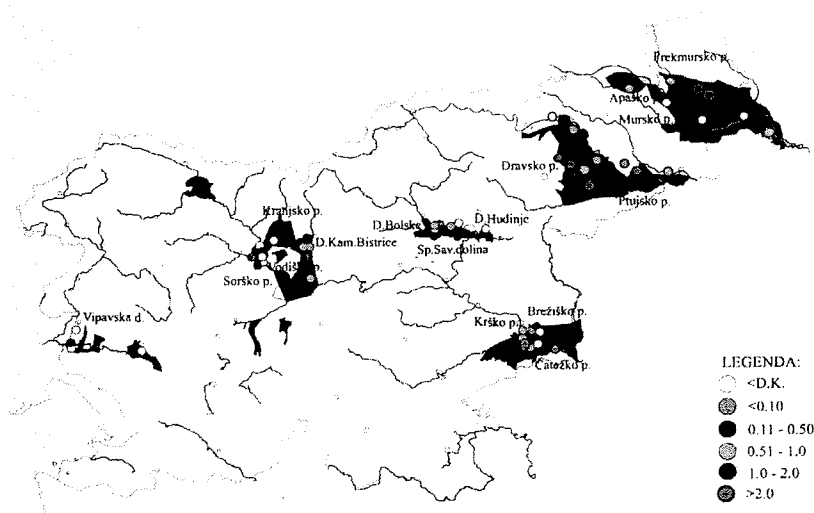 Prekmursko p.
Apaško p.
Mursko p.
Dravsko p.
Ptujsko p.
Kranjsko p.
D.Bolske
D.Hudinje
D.Kam.Bistrice
Sp.Sav.dolina
Sorško p.
Vipavska d.
Brežiško p.
Krško p.
Čatežko p.
LEGENDA:
<D.K.
<0.10
0.11 - 0.50
0.51 - 1.0
1.0 - 2.0
>2.0